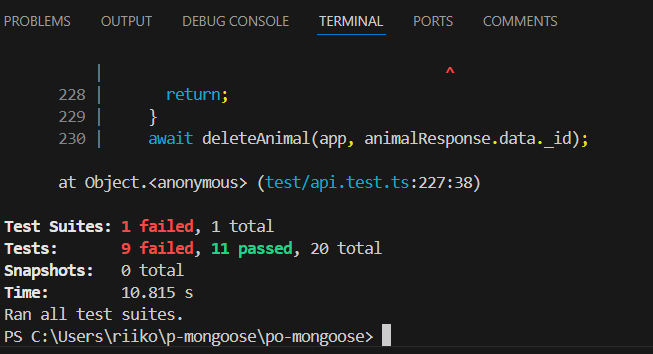 PROBLEMS OUTPUT DEBUG CONSOLE TERMINAL PORTS COMMENTS
| ^
228 | return;
229 | }
230 | await deleteAnimal(app, animalResponse.data._id);
at Object.<anonymous> (test/api.test.ts:227:38)
Test Suites: 1 failed, 1 total
Tests: 9 failed, 11 passed, 20 total
Snapshots: 0 total
Time: 10.815 s
Ran all test suites.
PS C:\Users\riiko\p-mongoose\po-mongoose>